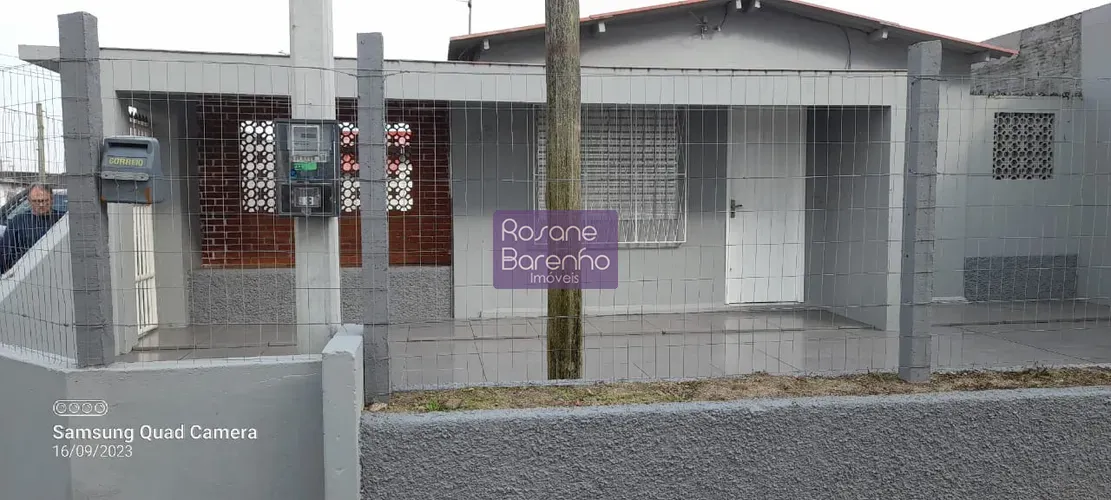 CORREIO
Rosane
Barenho
Imóveis
Samsung Quad Camera
16/09/2023